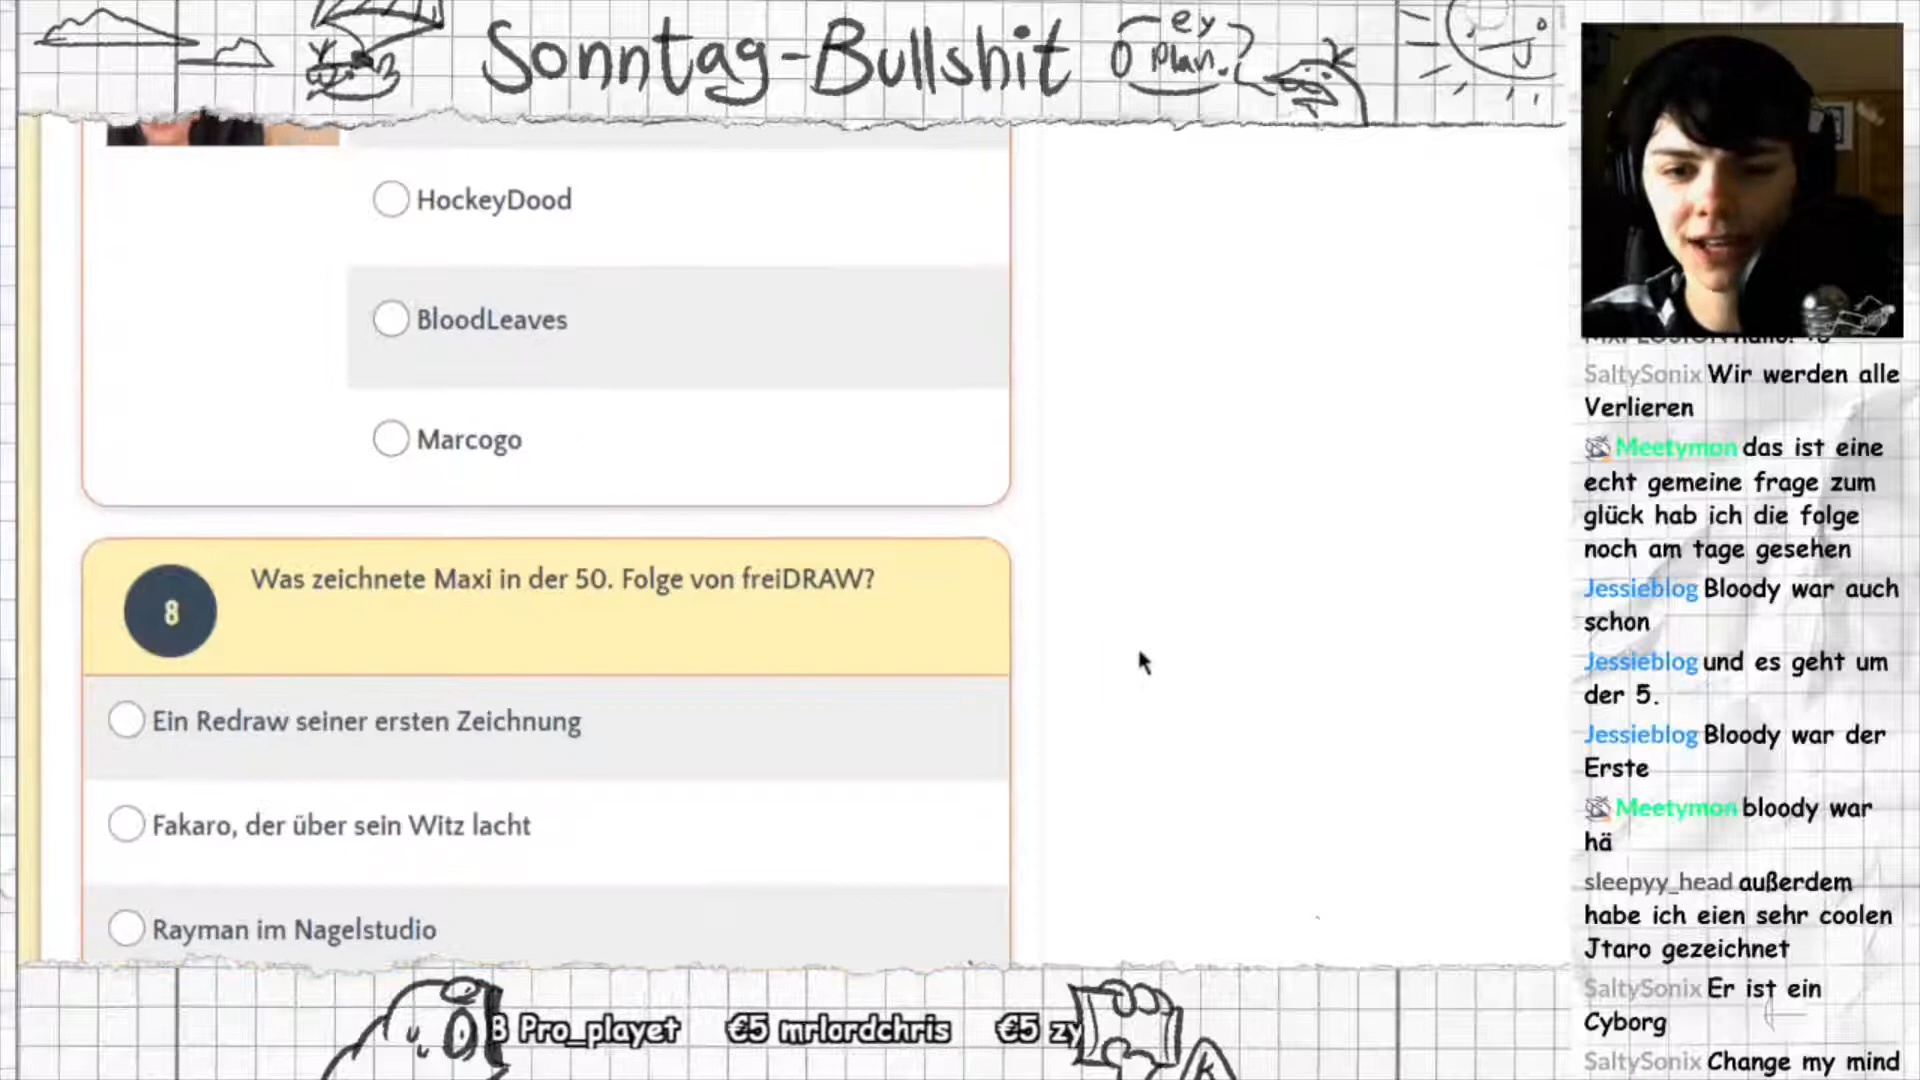 Sonntag-Bullshit
ey
Plan.
HockeyDood
BloodLeaves
Marcogo
8
Was zeichnete Maxi in der 50. Folge von freiDRAW?
Ein Redraw seiner ersten Zeichnung
Fakaro, der über sein Witz lacht
Rayman im Nagelstudio
SaltySonix Wir werden alle
Verlieren
Meetymon das ist eine
echt gemeine frage zum
glück hab ich die folge
noch am tage gesehen
Jessieblog Bloody war auch
schon
Jessieblog und es geht um
der 5.
Jessieblog Bloody war der
Erste
Meetymon bloody war
hä
sleepyy_head außerdem
habe ich eien sehr coolen
Jtaro gezeichnet
SaltySonix Er ist ein
Cyborg
SaltySonix Change my mind
Pro_playet €5 mrlordchris €5 zy